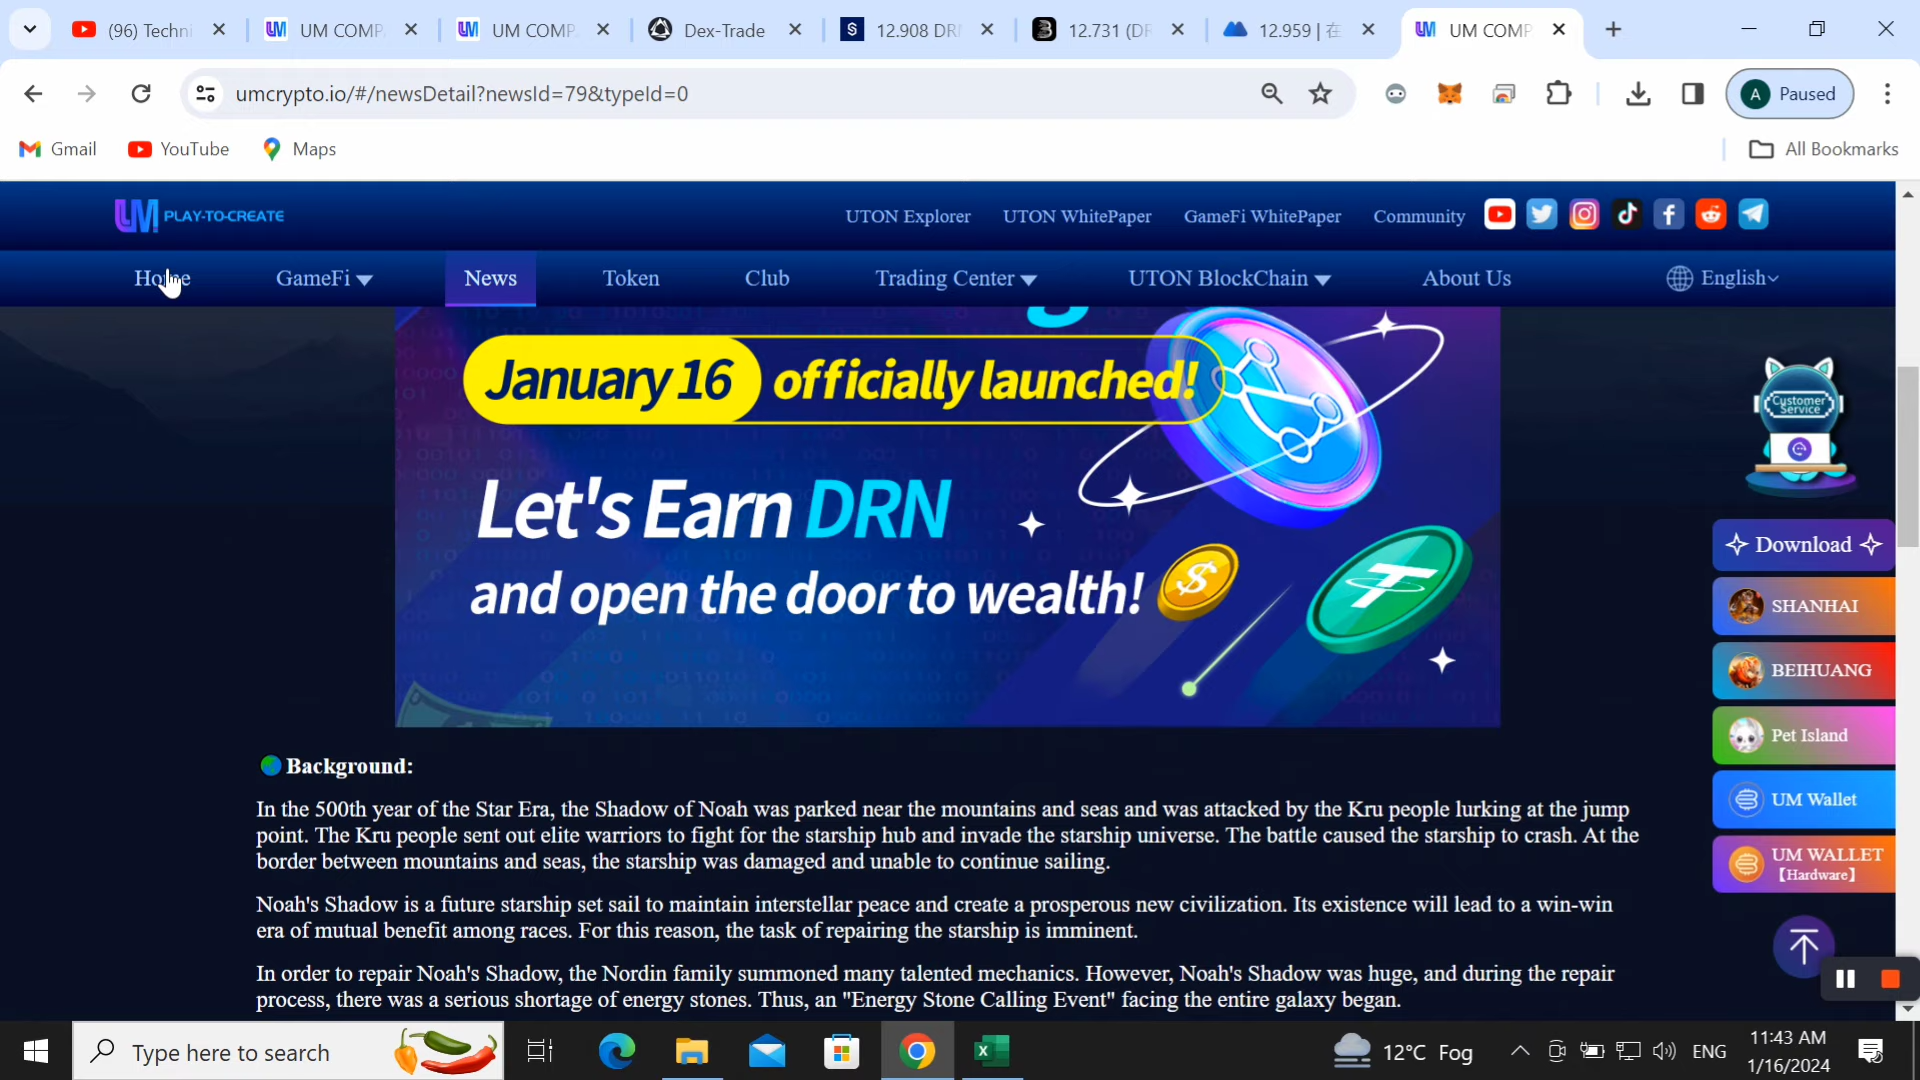 (96) Techni
UM COMP
UM COMP
Dex-Trade
12.908 DR
12.731 (DR
12.959 | 在
UM COMP
umcrypto.io/#/newsDetail?newsId=79&typeId=0
A Paused
Gmail
YouTube
Maps
All Bookmarks
UM PLAY-TO-CREATE
UTON Explorer
UTON WhitePaper
GameFi WhitePaper
Community
Home
GameFi
News
Token
Club
Trading Center
UTON BlockChain
About Us
English
January 16 officially launched!
Let's Earn DRN
and open the door to wealth!
Customer
Service
Download
SHANHAI
BEIHUANG
Pet Island
UM Wallet
UM WALLET
【Hardware】
Background:
In the 500th year of the Star Era, the Shadow of Noah was parked near the mountains and seas and was attacked by the Kru people lurking at the jump
point. The Kru people sent out elite warriors to fight for the starship hub and invade the starship universe. The battle caused the starship to crash. At the
border between mountains and seas, the starship was damaged and unable to continue sailing.
Noah's Shadow is a future starship set sail to maintain interstellar peace and create a prosperous new civilization. Its existence will lead to a win-win
era of mutual benefit among races. For this reason, the task of repairing the starship is imminent.
In order to repair Noah's Shadow, the Nordin family summoned many talented mechanics. However, Noah's Shadow was huge, and during the repair
process, there was a serious shortage of energy stones. Thus, an "Energy Stone Calling Event" facing the entire galaxy began.
Type here to search
12°C Fog
ENG
11:43 AM
1/16/2024